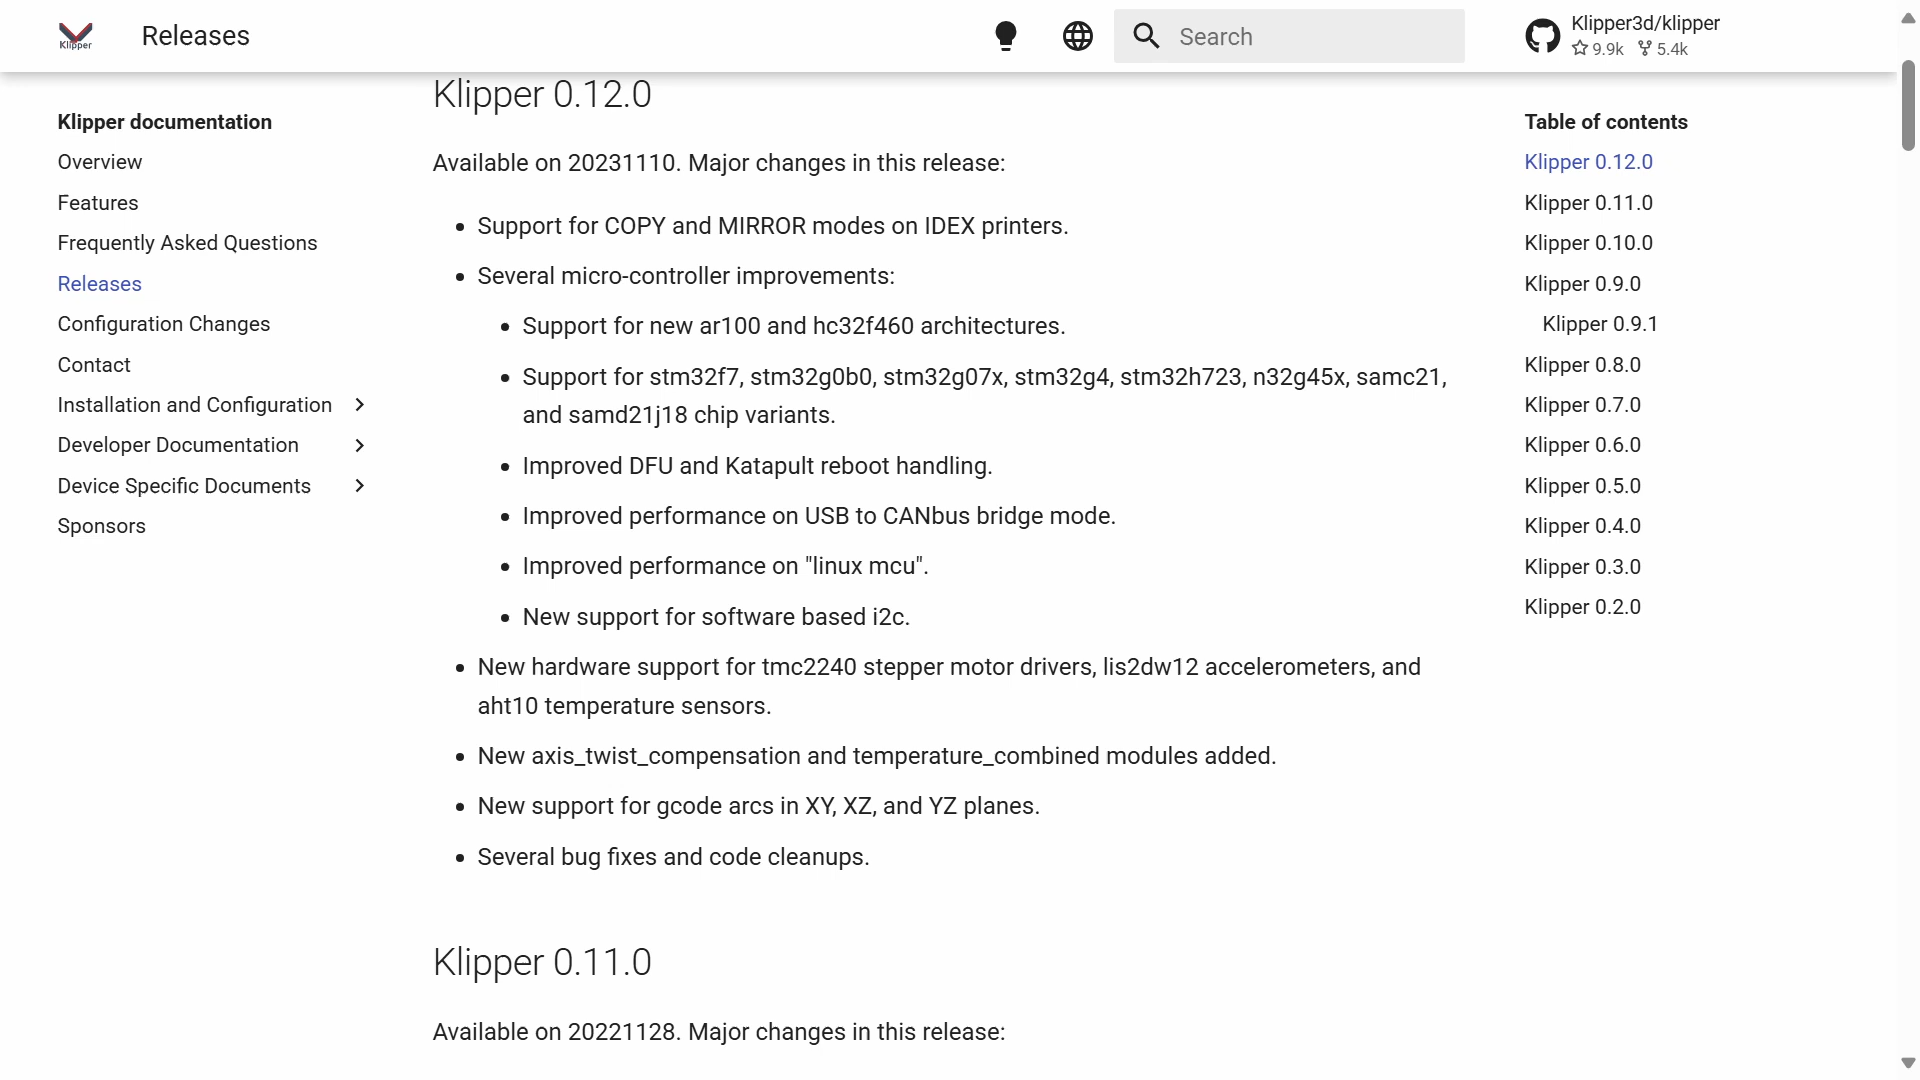 Klipper
Releases
Search
Klipper3d/klipper
9.9k 5.4k
Klipper documentation
Overview
Features
Frequently Asked Questions
Releases
Configuration Changes
Contact
Installation and Configuration
Developer Documentation
Device Specific Documents
Sponsors
Klipper 0.12.0
Available on 20231110. Major changes in this release:
• Support for COPY and MIRROR modes on IDEX printers.
• Several micro-controller improvements:
• Support for new ar100 and hc32f460 architectures.
• Support for stm32f7, stm32g0b0, stm32g07x, stm32g4, stm32h723, n32g45x, samc21,
and samd21j18 chip variants.
• Improved DFU and Katapult reboot handling.
• Improved performance on USB to CANbus bridge mode.
• Improved performance on "linux mcu".
• New support for software based i2c.
• New hardware support for tmc2240 stepper motor drivers, lis2dw12 accelerometers, and
aht10 temperature sensors.
• New axis_twist_compensation and temperature_combined modules added.
• New support for gcode arcs in XY, XZ, and YZ planes.
• Several bug fixes and code cleanups.
Klipper 0.11.0
Available on 20221128. Major changes in this release:
Table of contents
Klipper 0.12.0
Klipper 0.11.0
Klipper 0.10.0
Klipper 0.9.0
Klipper 0.9.1
Klipper 0.8.0
Klipper 0.7.0
Klipper 0.6.0
Klipper 0.5.0
Klipper 0.4.0
Klipper 0.3.0
Klipper 0.2.0